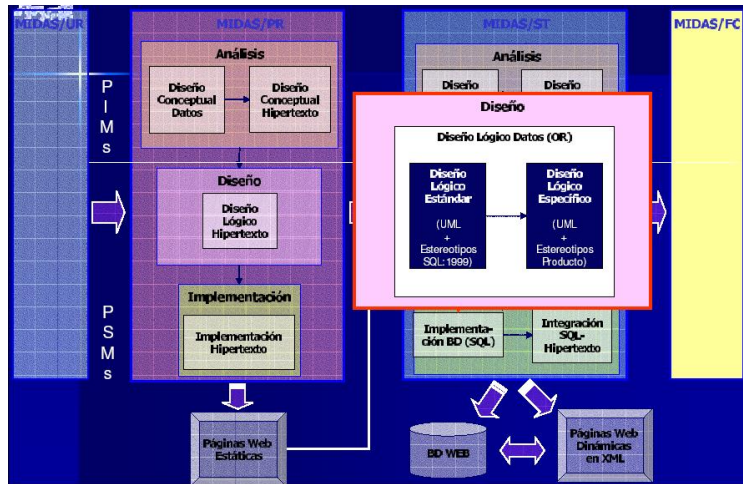 MIDAS/UR
MIDAS/PR
MIDAS/ST
MIDAS/FC
PIMs
PSMs
Análisis
Diseño
Conceptual
Datos
Diseño
Conceptual
Hipertexto
Diseño
Diseño
Lógico
Hipertexto
Implementación
Implementación
Hipertexto
Páginas Web
Estáticas
Análisis
Diseño
Diseño
Diseño
Diseño Lógico Datos (OR)
Diseño
Lógico
Estándar
(UML
+
Estereotipos
SQL: 1999)
Diseño
Lógico
Específico
(UML
+
Estereotipos
Producto)
Implementa-
ción BD (SQL)
Integración
SQL-
Hipertexto
BD WEB
Páginas Web
Dinámicas
en XML